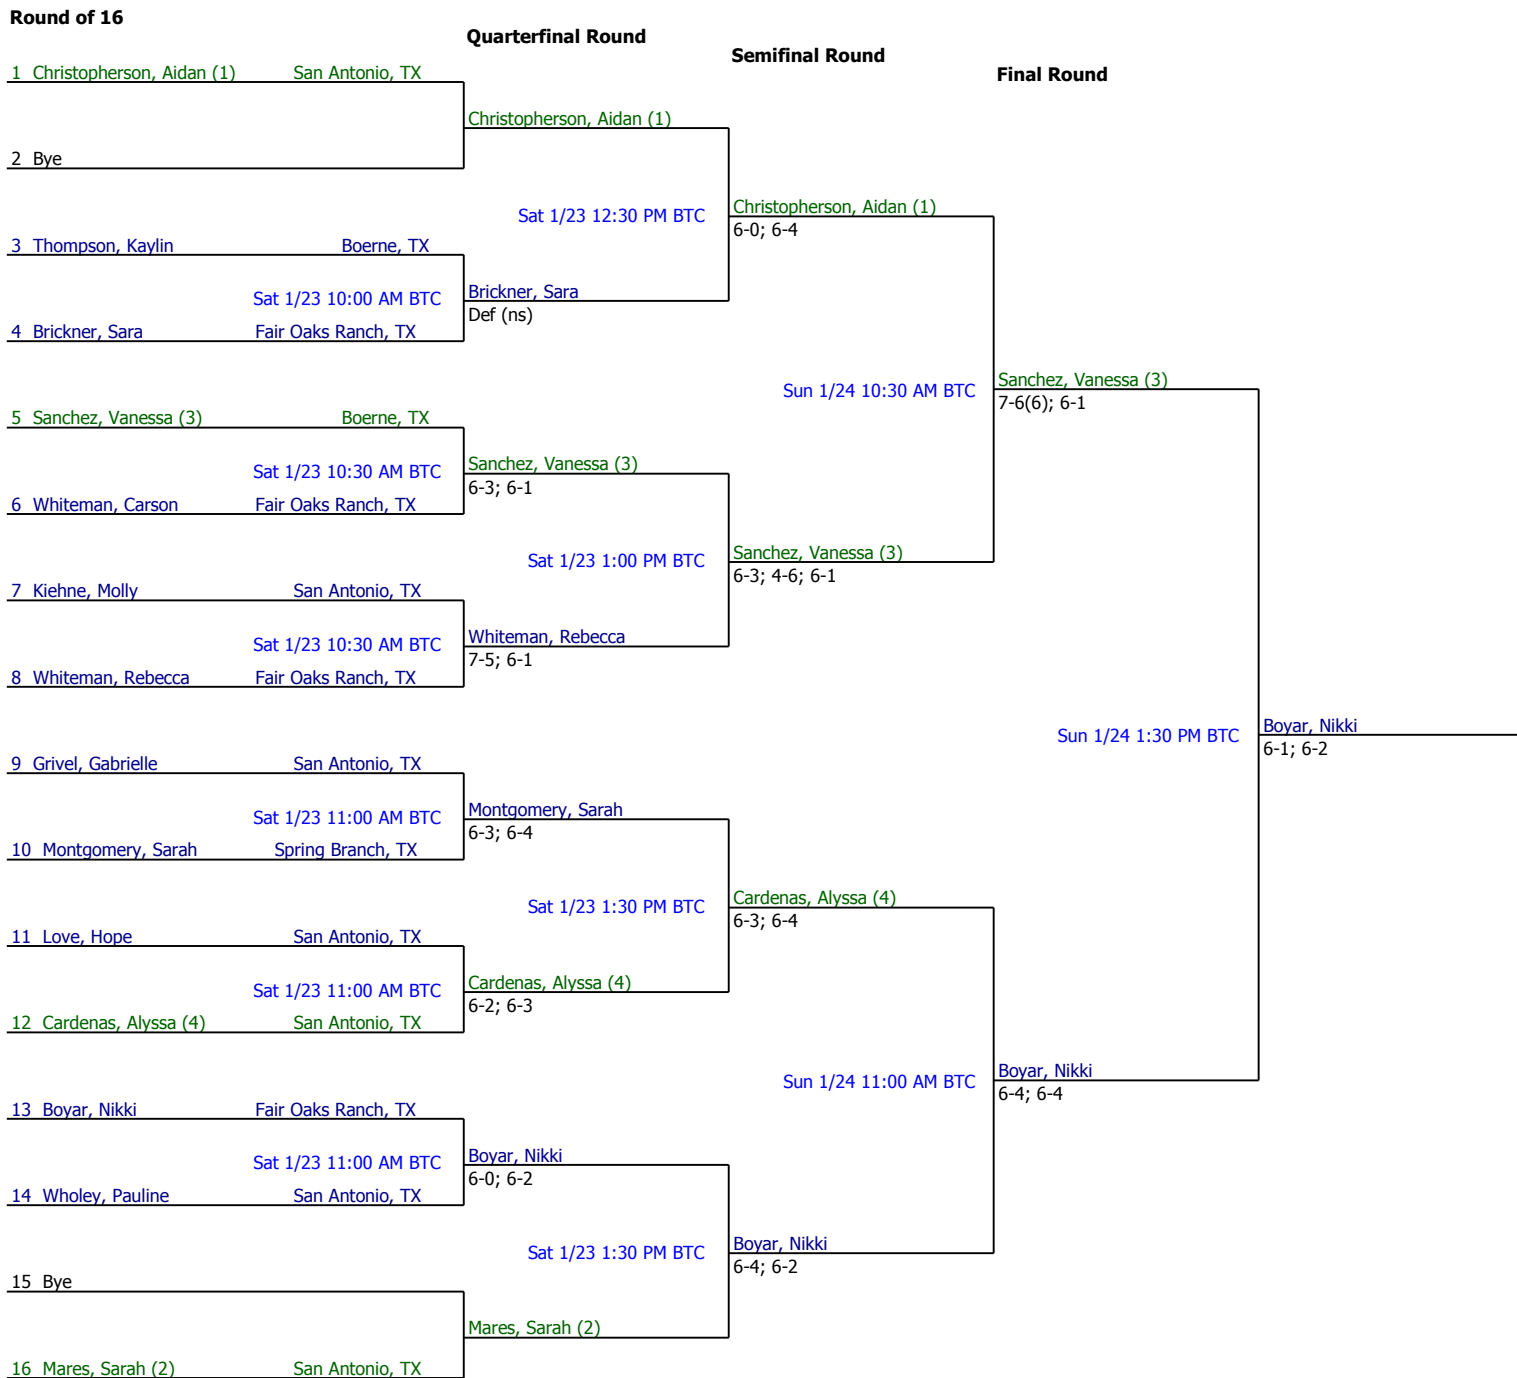 Round of 16
Quarterfinal Round
Semifinal Round
Final Round
1 Christopherson, Aidan (1) San Antonio, TX
Christopherson, Aidan (1)
2 Bye
Sat 1/23 12:30 PM BTC
Christopherson, Aidan (1)
6-0; 6-4
3 Thompson, Kaylin Boerne, TX
Sat 1/23 10:00 AM BTC
Brickner, Sara
Def (ns)
4 Brickner, Sara Fair Oaks Ranch, TX
Sun 1/24 10:30 AM BTC
Sanchez, Vanessa (3)
7-6(6); 6-1
5 Sanchez, Vanessa (3) Boerne, TX
Sat 1/23 10:30 AM BTC
Sanchez, Vanessa (3)
6-3; 6-1
6 Whiteman, Carson Fair Oaks Ranch, TX
Sat 1/23 1:00 PM BTC
Sanchez, Vanessa (3)
6-3; 4-6; 6-1
7 Kiehne, Molly San Antonio, TX
Sat 1/23 10:30 AM BTC
Whiteman, Rebecca
7-5; 6-1
8 Whiteman, Rebecca Fair Oaks Ranch, TX
Sun 1/24 1:30 PM BTC
Boyar, Nikki
6-1; 6-2
9 Grivel, Gabrielle San Antonio, TX
Sat 1/23 11:00 AM BTC
Montgomery, Sarah
6-3; 6-4
10 Montgomery, Sarah Spring Branch, TX
Sat 1/23 1:30 PM BTC
Cardenas, Alyssa (4)
6-3; 6-4
11 Love, Hope San Antonio, TX
Sat 1/23 11:00 AM BTC
Cardenas, Alyssa (4)
6-2; 6-3
12 Cardenas, Alyssa (4) San Antonio, TX
Sun 1/24 11:00 AM BTC
Boyar, Nikki
6-4; 6-4
13 Boyar, Nikki Fair Oaks Ranch, TX
Sat 1/23 11:00 AM BTC
Boyar, Nikki
6-0; 6-2
14 Wholey, Pauline San Antonio, TX
Sat 1/23 1:30 PM BTC
Boyar, Nikki
6-4; 6-2
15 Bye
Mares, Sarah (2)
16 Mares, Sarah (2) San Antonio, TX